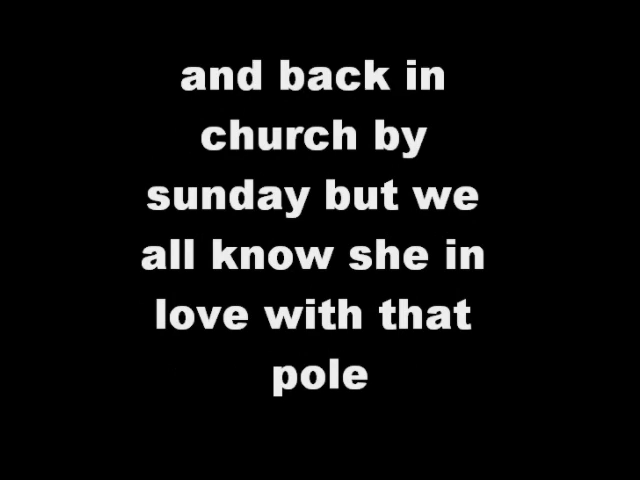 and back in
church by
sunday but we
all know she in
love with that
pole